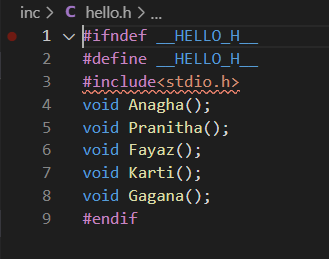 inc > C hello.h > ...
1 #ifndef __HELLO_H__
2 #define __HELLO_H__
3 #include<stdio.h>
4 void Anagha();
5 void Pranitha();
6 void Fayaz();
7 void Karti();
8 void Gagana();
9 #endif